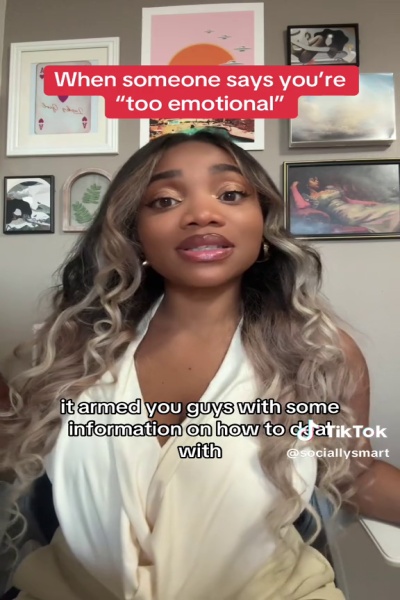 When someone says you’re
“too emotional”
it armed you guys with some
information on how to deal
with
TikTok
@sociallysmart